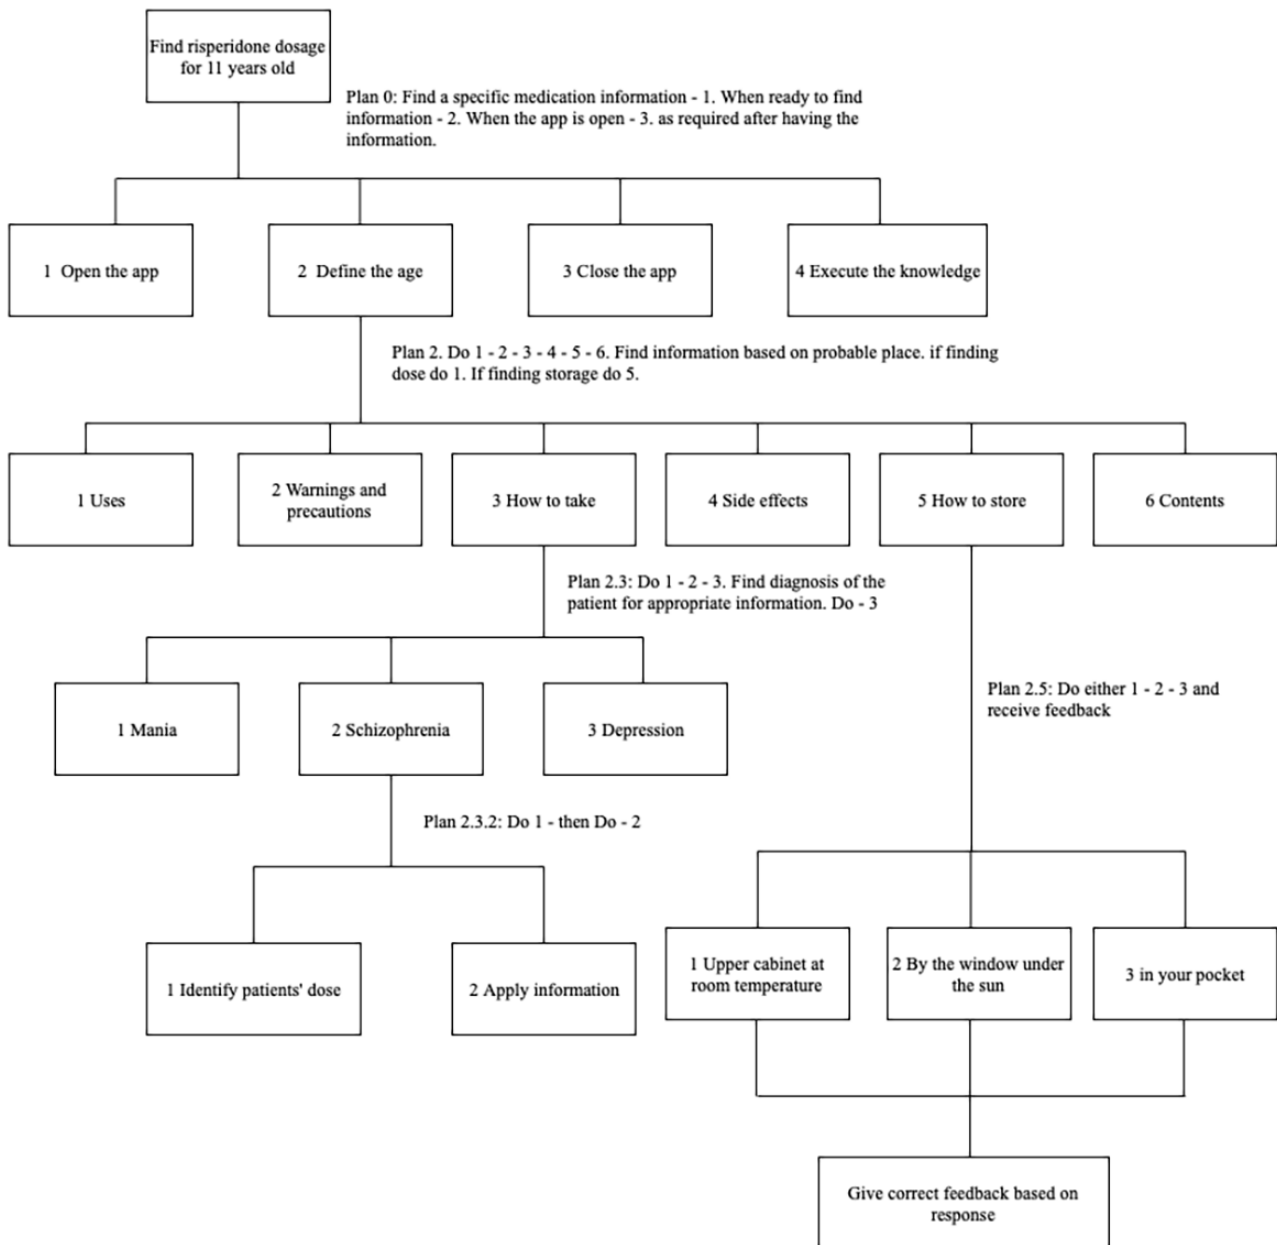 Find risperidone dosage
for 11 years old
Plan 0: Find a specific medication information - 1. When ready to find
information - 2. When the app is open - 3. as required after having the
information.
1 Open the app
2 Define the age
3 Close the app
4 Execute the knowledge
Plan 2. Do 1 - 2 - 3 - 4 - 5 - 6. Find information based on probable place. if finding
dose do 1. If finding storage do 5.
1 Uses
2 Warnings and
precautions
3 How to take
4 Side effects
5 How to store
6 Contents
Plan 2.3: Do 1 - 2 - 3. Find diagnosis of the
patient for appropriate information. Do - 3
1 Mania
2 Schizophrenia
3 Depression
Plan 2.5: Do either 1 - 2 - 3 and
receive feedback
Plan 2.3.2: Do 1 - then Do - 2
1 Identify patients' dose
2 Apply information
1 Upper cabinet at
room temperature
2 By the window under
the sun
3 in your pocket
Give correct feedback based on
response